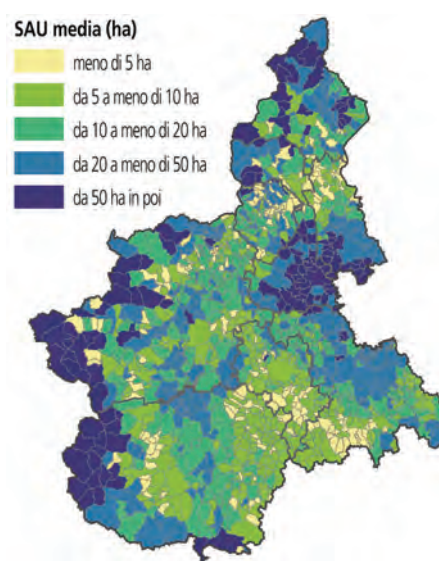 SAU media (ha)
meno di 5 ha
da 5 a meno di 10 ha
da 10 a meno di 20 ha
da 20 a meno di 50 ha
da 50 ha in poi